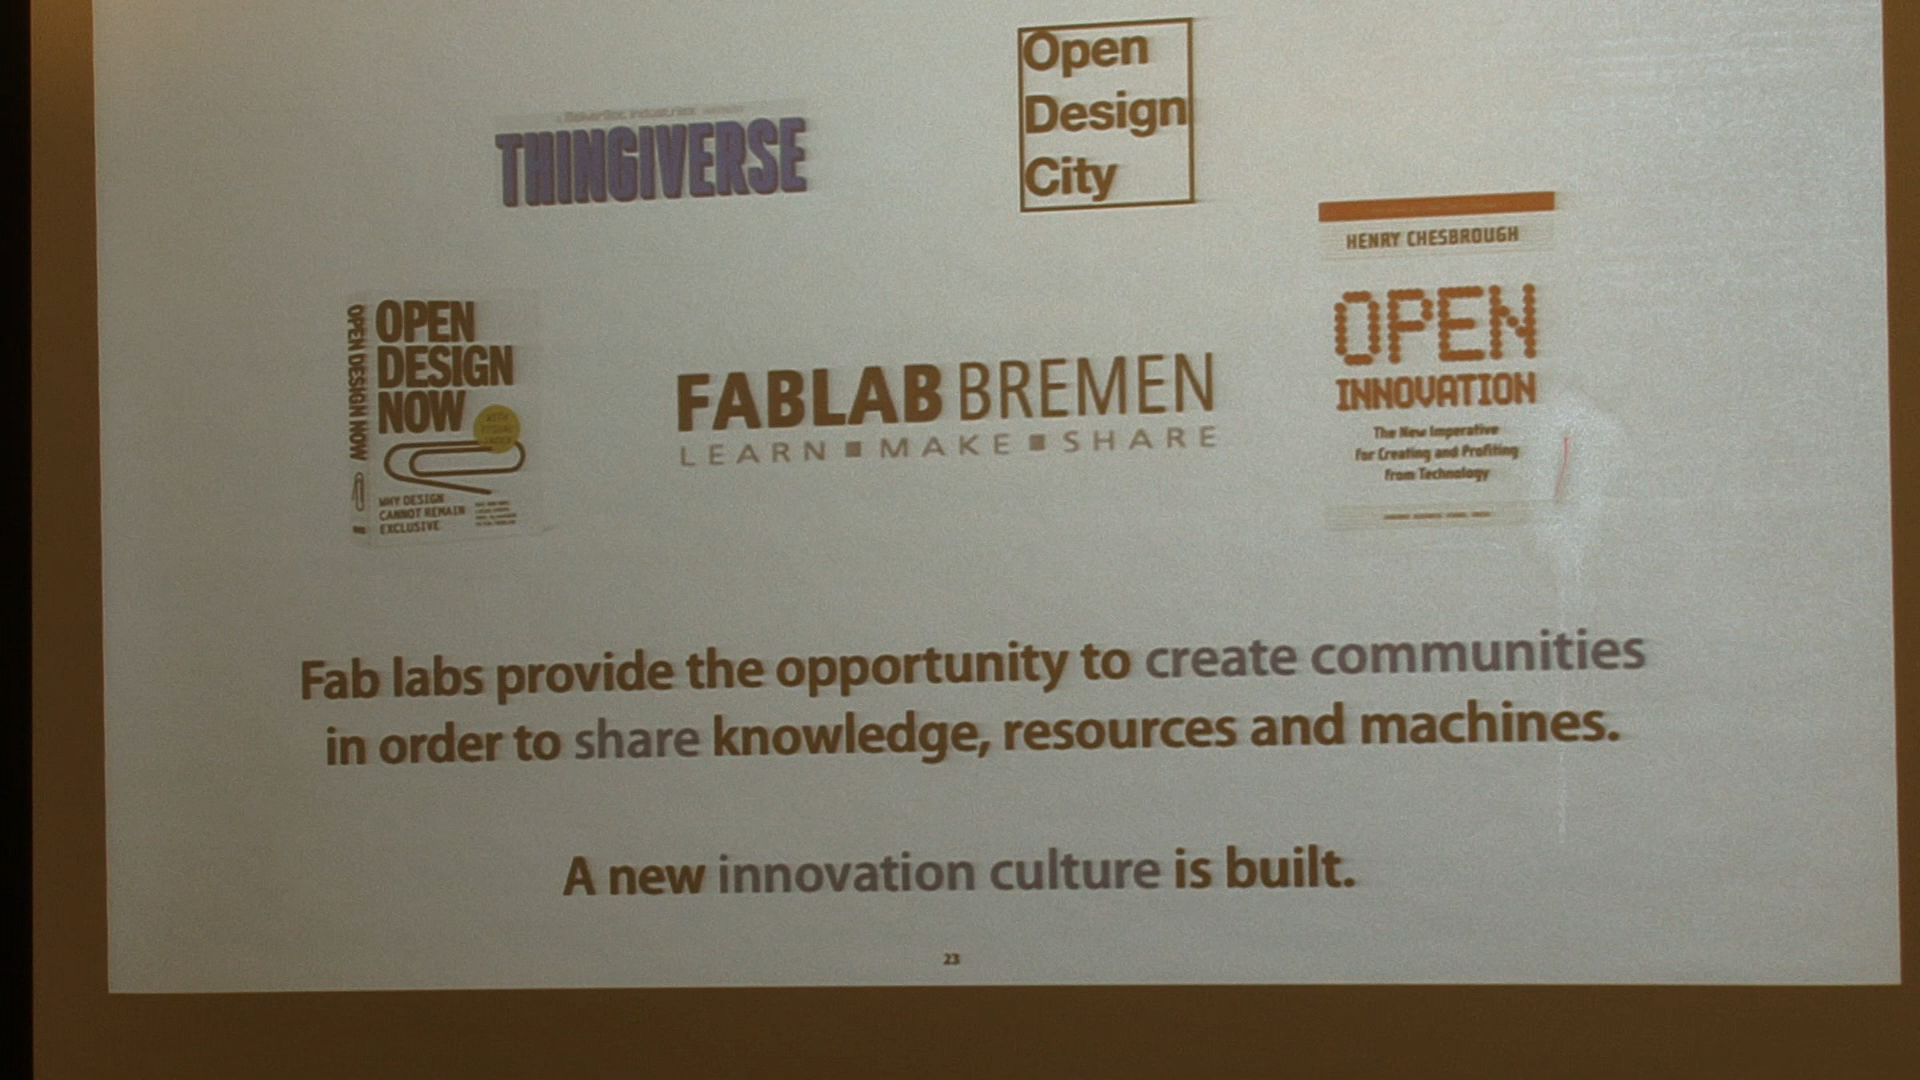 Open
Design
City
THINGIVERSE
HENRY CHESBROUGH
OPEN
INNOVATION
The New Imperative
for Creating and Profiting
from Technology
OPEN DESIGN NOW
OPEN
DESIGN
NOW
WHY DESIGN
CANNOT REMAIN
EXCLUSIVE
FABLAB BREMEN
LEARN ■ MAKE ■ SHARE
Fab labs provide the opportunity to create communities
in order to share knowledge, resources and machines.
A new innovation culture is built.
23